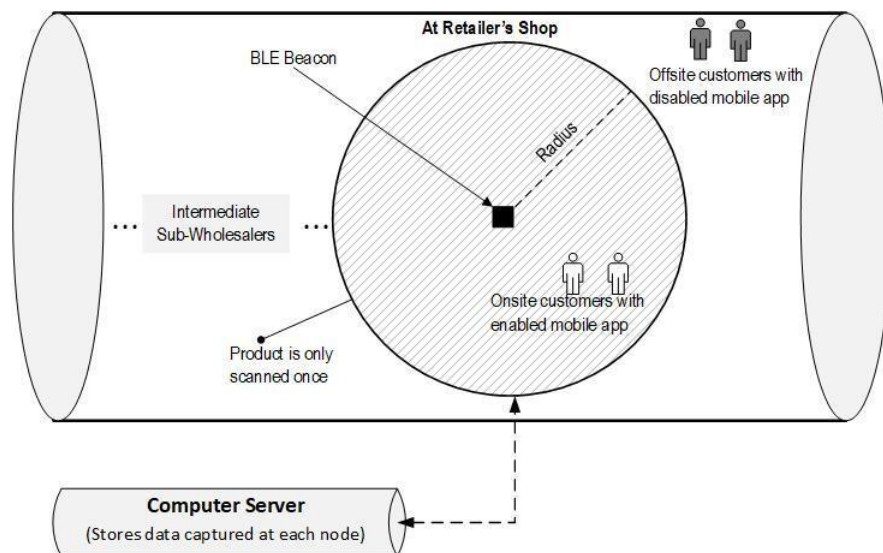 At Retailer's Shop
BLE Beacon
Offsite customers with
disabled mobile app
Radius
...
Intermediate
Sub-Wholesalers
...
Onsite customers with
enabled mobile app
Product is only
scanned once
Computer Server
(Stores data captured at each node)